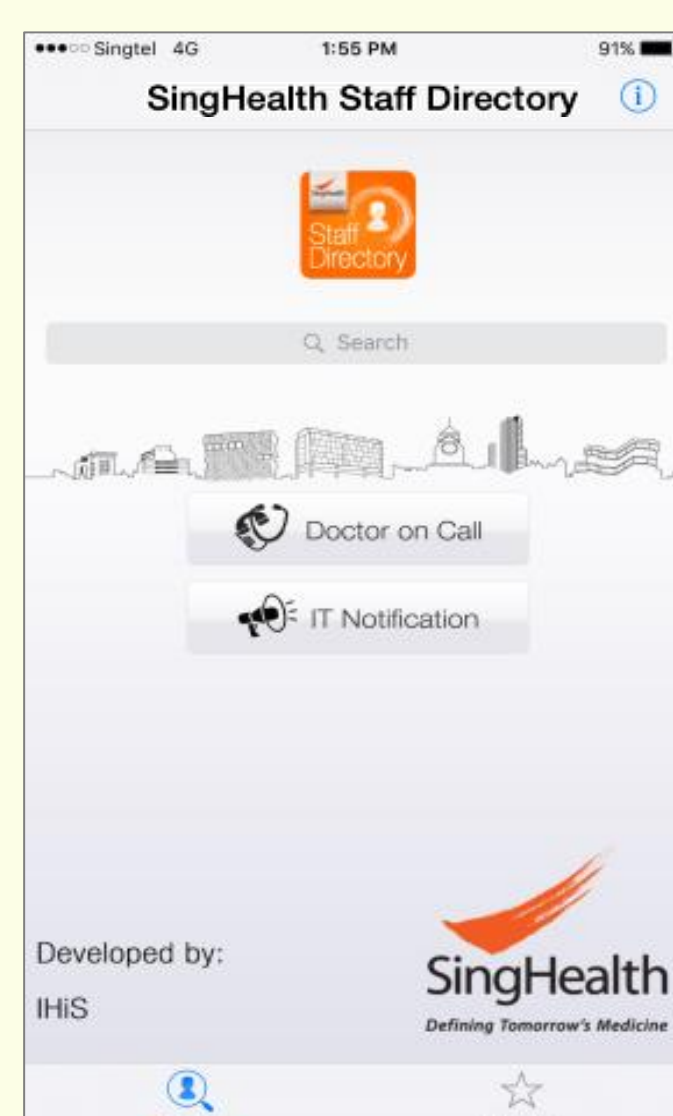 Singtel 4G 1:55 PM 91%
SingHealth Staff Directory
Staff
Directory
Search
Doctor on Call
IT Notification
Developed by:
IHiS
SingHealth
Defining Tomorrow's Medicine